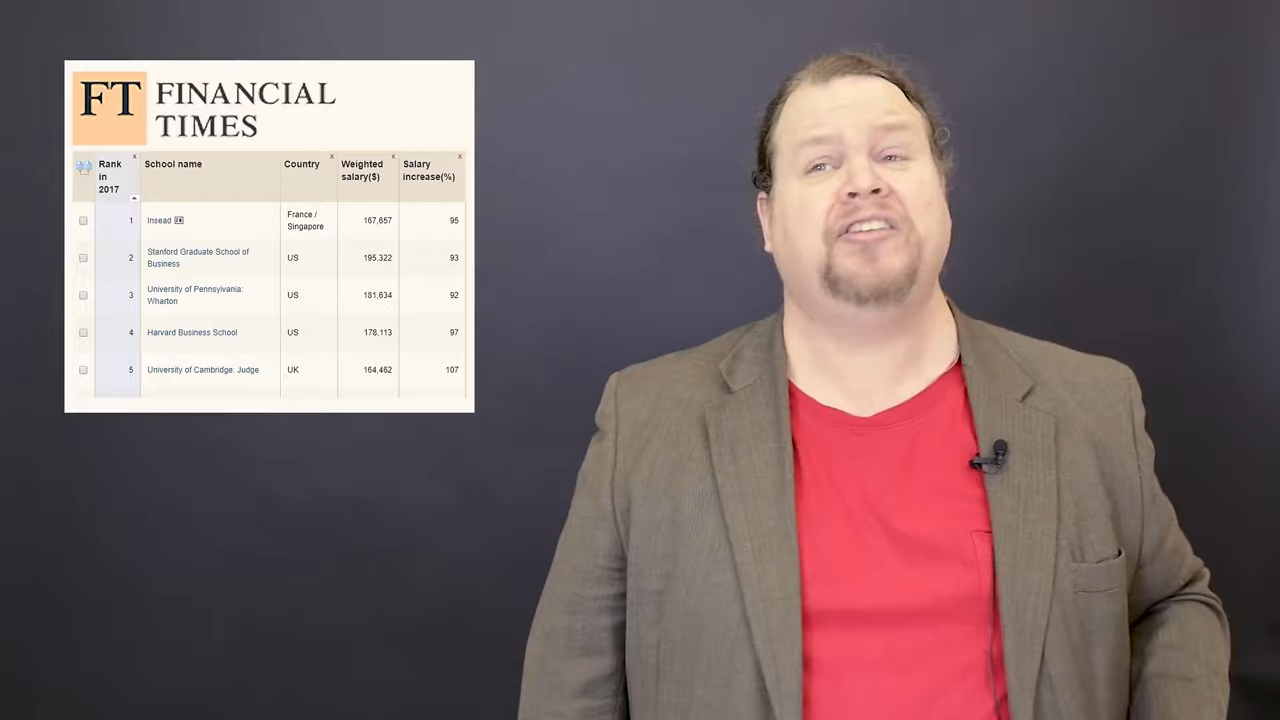 FT FINANCIAL
TIMES
x x x x
Rank School name Country Weighted Salary
in salary($) increase(%)
2017
1 Insead France / 167,657 95
Singapore
2 Stanford Graduate School of US 195,322 93
Business
3 University of Pennsylvania: US 181,634 92
Wharton
4 Harvard Business School US 178,113 97
5 University of Cambridge: Judge UK 164,462 107